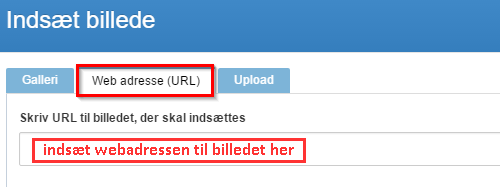 Indsæt billede
Galleri Web adresse (URL) Upload
Skriv URL til billedet, der skal indsættes
indsæt webadressen til billedet her